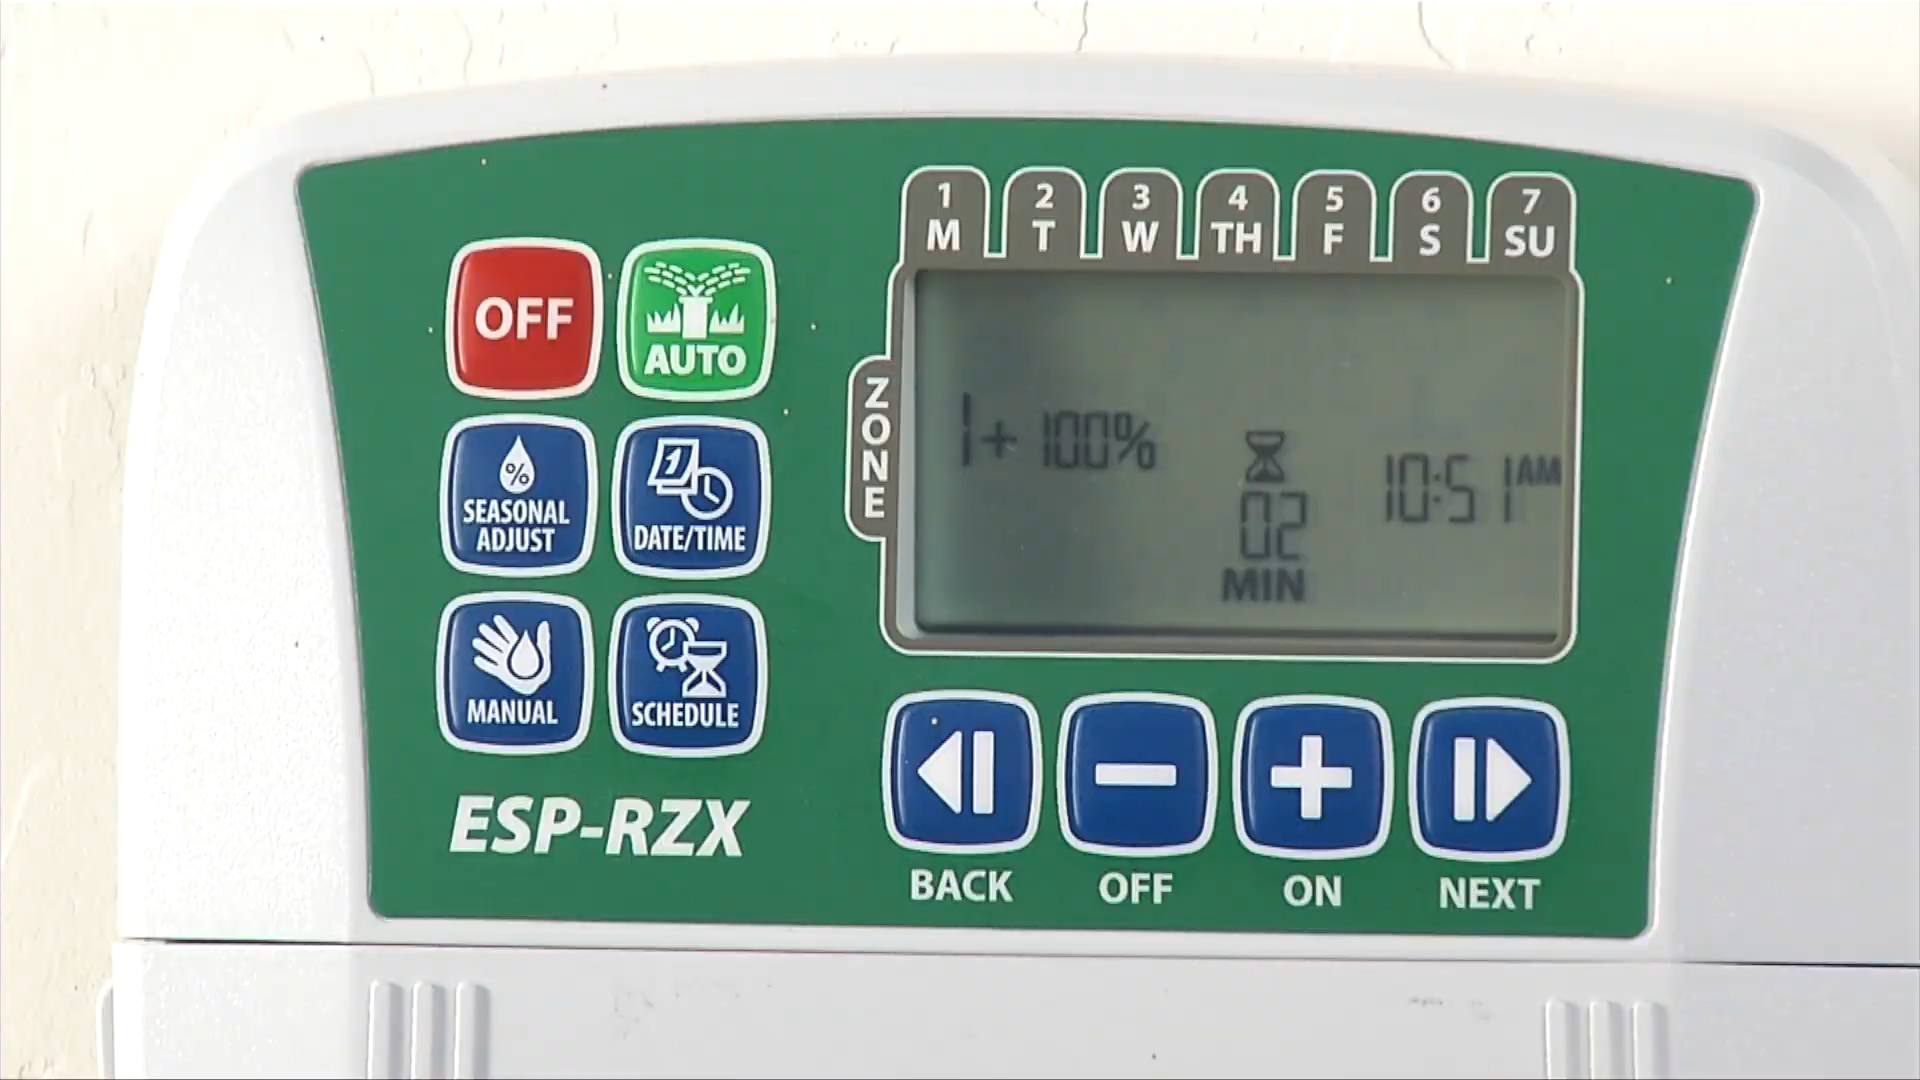 1 2 3 4 5 6 7
M T W TH F S SU
OFF
AUTO
ZONE
1+ 100%
10:51 AM
02
MIN
%
SEASONAL
ADJUST
1
DATE/TIME
MANUAL
SCHEDULE
ESP-RZX
BACK OFF ON NEXT